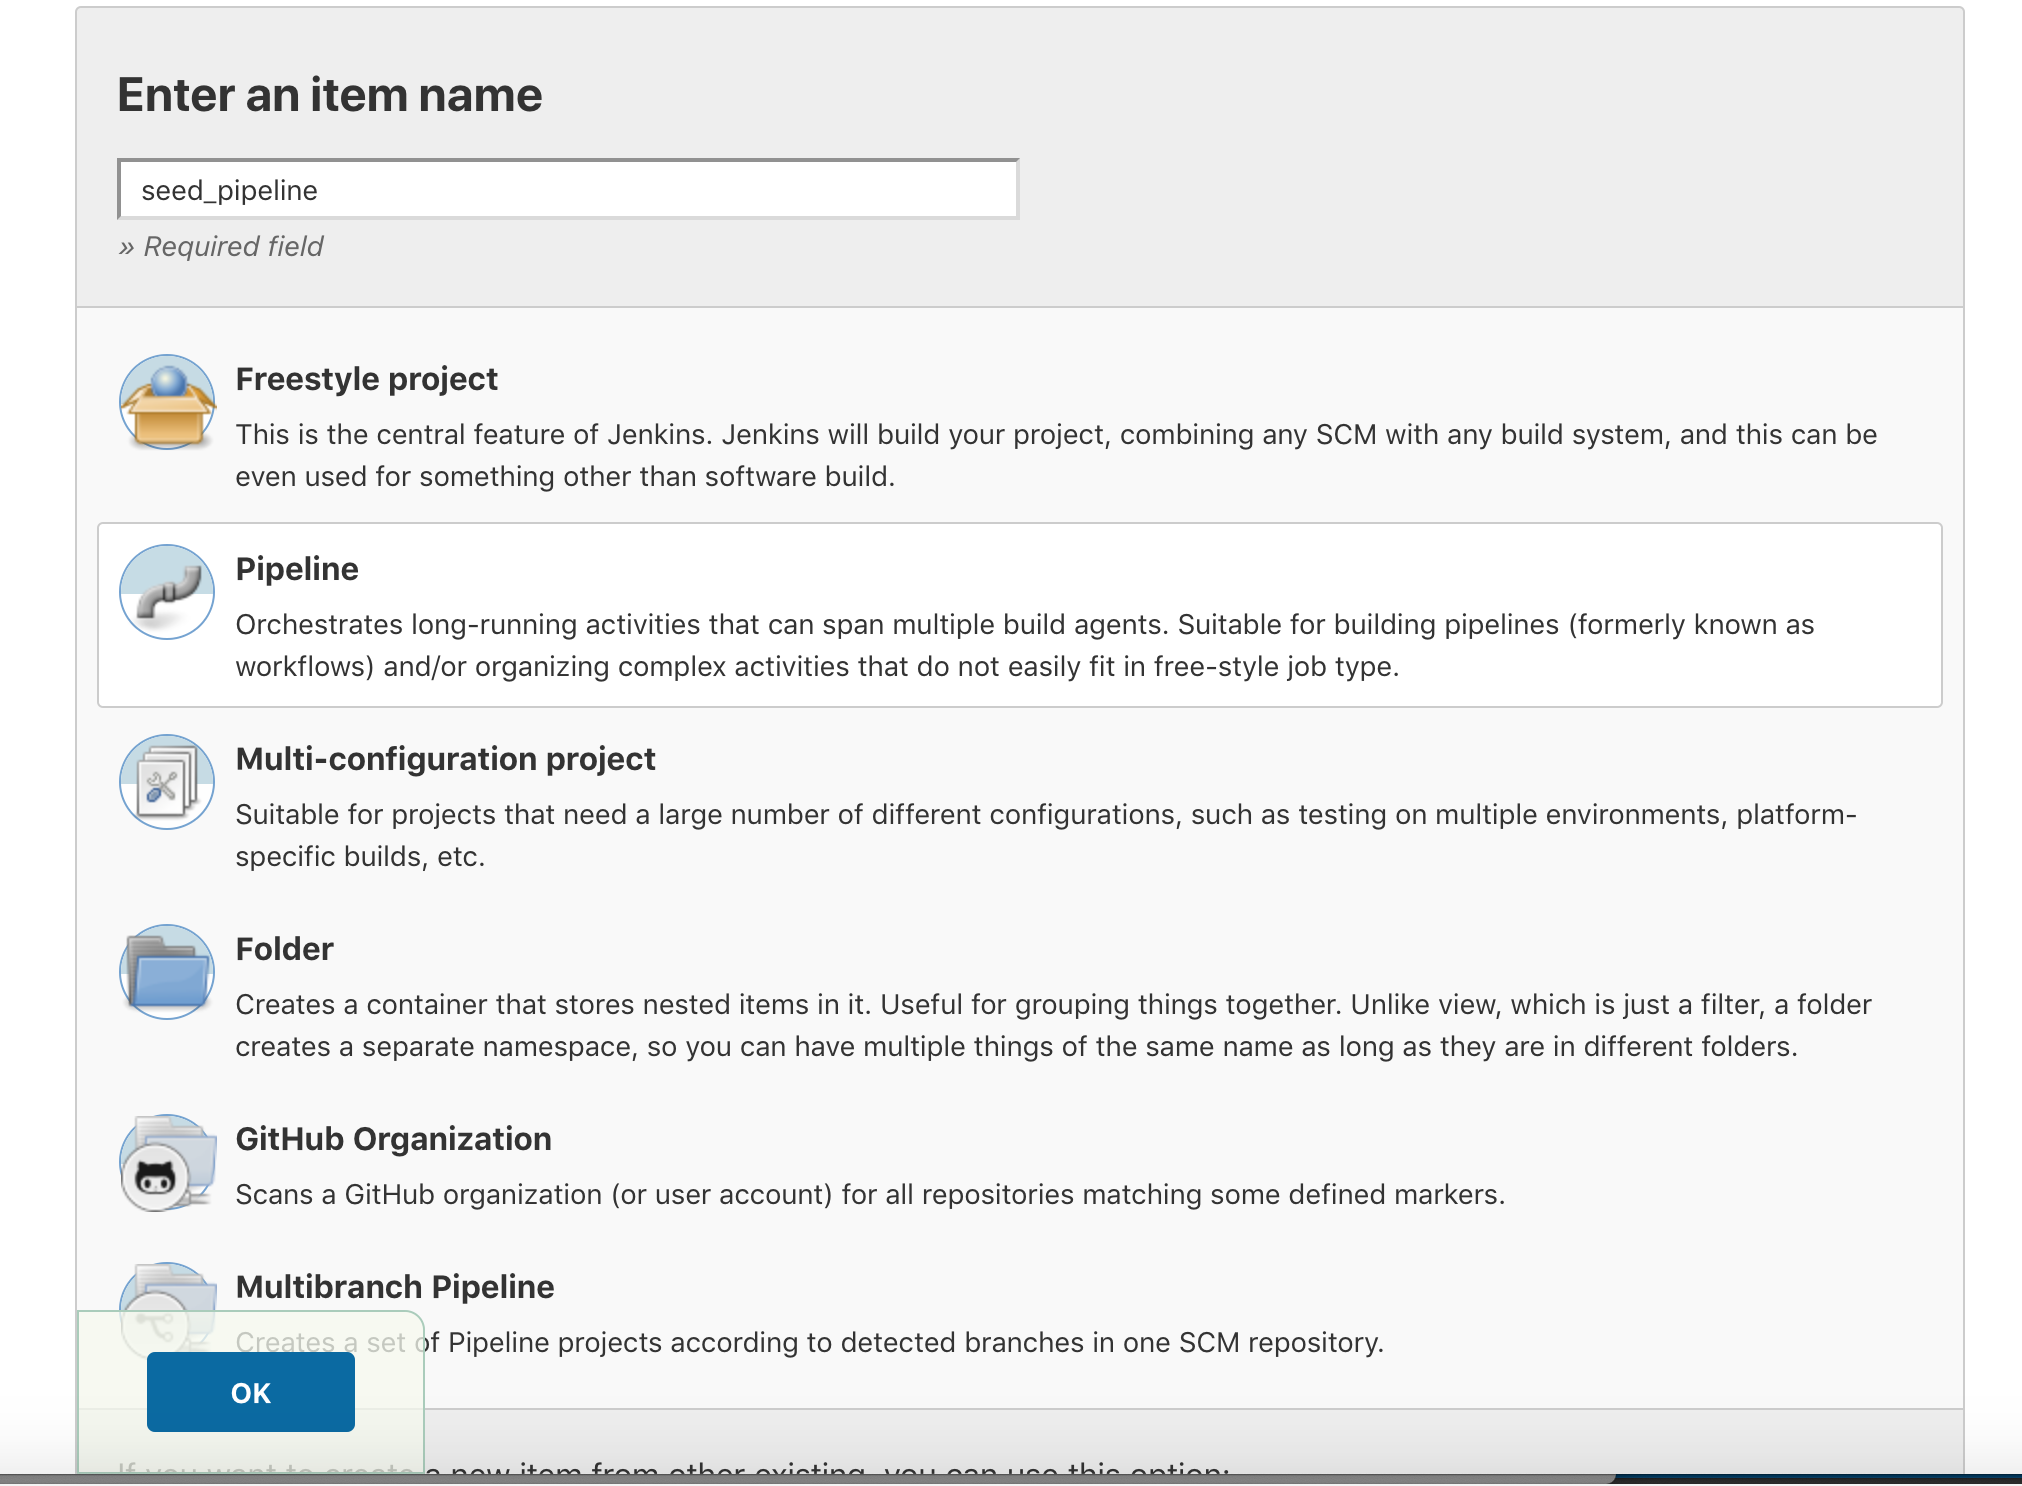 Enter an item name
seed_pipeline
» Required field
Freestyle project
This is the central feature of Jenkins. Jenkins will build your project, combining any SCM with any build system, and this can be
even used for something other than software build.
Pipeline
Orchestrates long-running activities that can span multiple build agents. Suitable for building pipelines (formerly known as
workflows) and/or organizing complex activities that do not easily fit in free-style job type.
Multi-configuration project
Suitable for projects that need a large number of different configurations, such as testing on multiple environments, platform-
specific builds, etc.
Folder
Creates a container that stores nested items in it. Useful for grouping things together. Unlike view, which is just a filter, a folder
creates a separate namespace, so you can have multiple things of the same name as long as they are in different folders.
GitHub Organization
Scans a GitHub organization (or user account) for all repositories matching some defined markers.
Multibranch Pipeline
Creates a set of Pipeline projects according to detected branches in one SCM repository.
OK
If you want to create a new item from other existing, you can use this option: